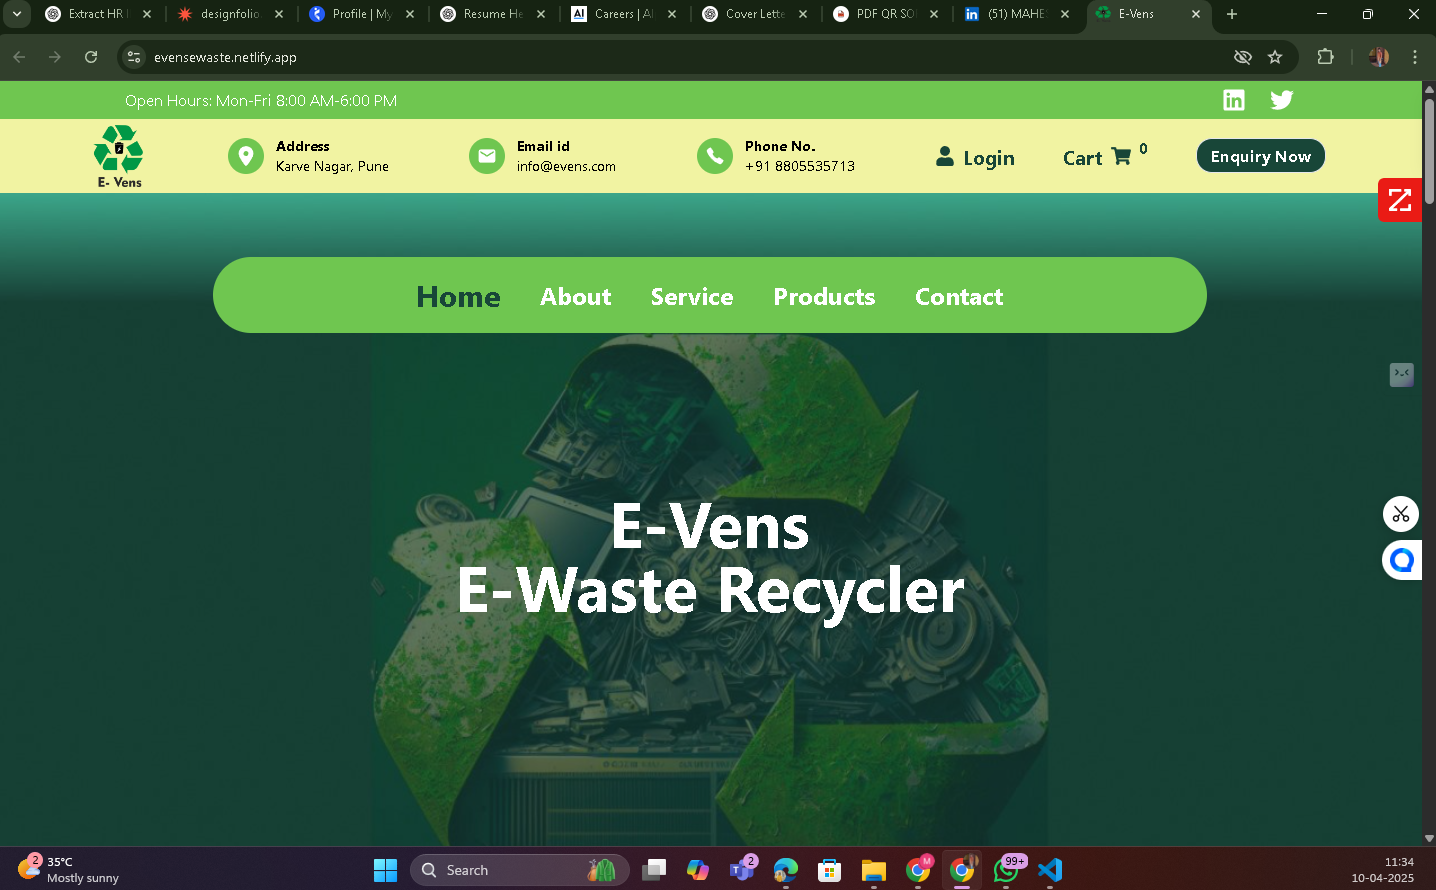 Extract HR
designfolio.
Profile | My
Resume He
Careers | A
Cover Lette
PDF QR SO
(51) MAHE
E-Vens
evensewaste.netlify.app
Open Hours: Mon-Fri 8:00 AM-6:00 PM
E- Vens
Address
Karve Nagar, Pune
Email id
info@evens.com
Phone No.
+91 8805535713
Login
Cart 0
Enquiry Now
Home About Service Products Contact
E-Vens
E-Waste Recycler
2
35°C
Mostly sunny
Search
2
M
99+
11:34
10-04-2025